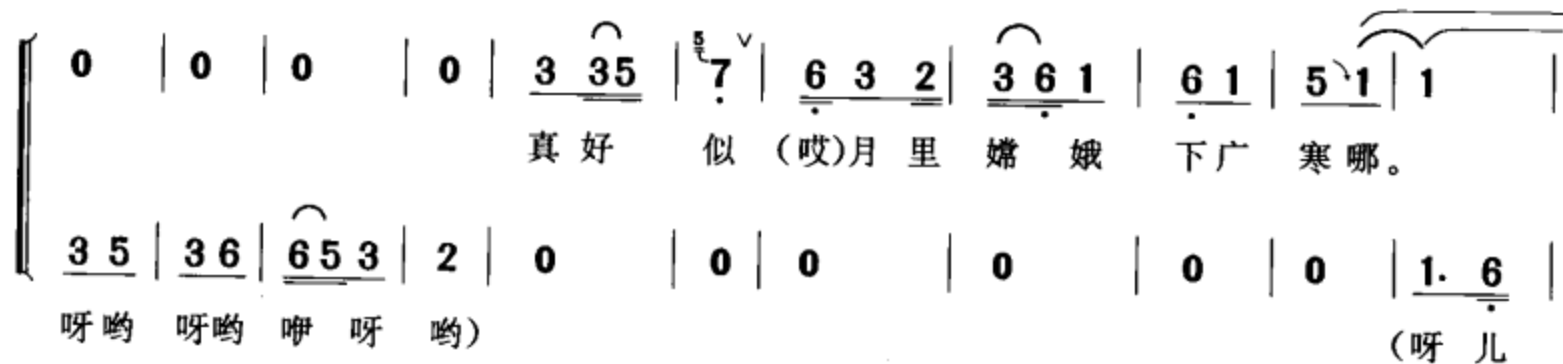 0 | 0 | 0 | 0 | 3 35 | 5 7 ∨ | 6 3 2 | 3 6 1 | 6 1 | 5 1 | 1 |
真 好 似 (哎)月 里 嫦 娥 下 广 寒 哪。
3 5 | 3 6 | 6 5 3 | 2 | 0 | 0 | 0 | 0 | 0 | 0 | 1. 6 |
呀 哟 呀 哟 咿 呀 哟) (呀 儿